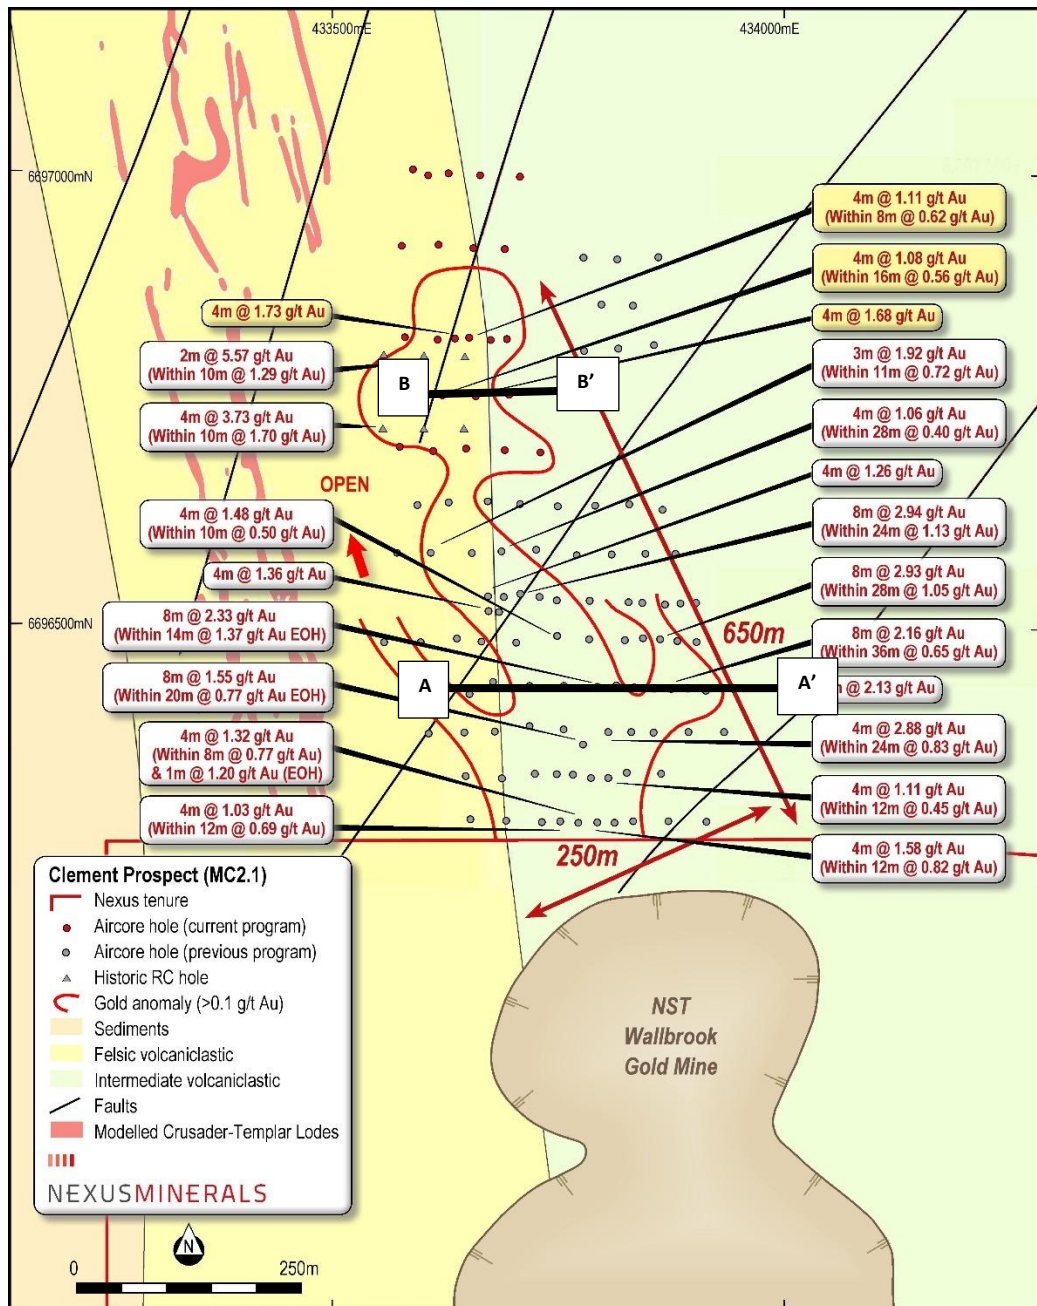 433500mE
434000mE
6697000mN
4m @ 1.11 g/t Au
(Within 8m @ 0.62 g/t Au)
4m @ 1.08 g/t Au
(Within 16m @ 0.56 g/t Au)
4m @ 1.73 g/t Au
4m @ 1.68 g/t Au
2m @ 5.57 g/t Au
(Within 10m @ 1.29 g/t Au)
3m @ 1.92 g/t Au
(Within 11m @ 0.72 g/t Au)
B
B’
4m @ 3.73 g/t Au
(Within 10m @ 1.70 g/t Au)
4m @ 1.06 g/t Au
(Within 28m @ 0.40 g/t Au)
4m @ 1.26 g/t Au
OPEN
4m @ 1.48 g/t Au
(Within 10m @ 0.50 g/t Au)
8m @ 2.94 g/t Au
(Within 24m @ 1.13 g/t Au)
4m @ 1.36 g/t Au
8m @ 2.93 g/t Au
(Within 28m @ 1.05 g/t Au)
6696500mN
8m @ 2.33 g/t Au
(Within 14m @ 1.37 g/t Au EOH)
650m
8m @ 2.16 g/t Au
(Within 36m @ 0.65 g/t Au)
8m @ 1.55 g/t Au
(Within 20m @ 0.77 g/t Au EOH)
A
A’
@ 2.13 g/t Au
4m @ 1.32 g/t Au
(Within 8m @ 0.77 g/t Au)
& 1m @ 1.20 g/t Au (EOH)
4m @ 2.88 g/t Au
(Within 24m @ 0.83 g/t Au)
4m @ 1.11 g/t Au
(Within 12m @ 0.45 g/t Au)
4m @ 1.03 g/t Au
(Within 12m @ 0.69 g/t Au)
250m
4m @ 1.58 g/t Au
(Within 12m @ 0.82 g/t Au)
Clement Prospect (MC2.1)
Nexus tenure
Aircore hole (current program)
Aircore hole (previous program)
Historic RC hole
Gold anomaly (>0.1 g/t Au)
Sediments
Felsic volcaniclastic
Intermediate volcaniclastic
Faults
Modelled Crusader-Templar Lodes
NEXUSMINERALS
NST
Wallbrook
Gold Mine
N
0
250m